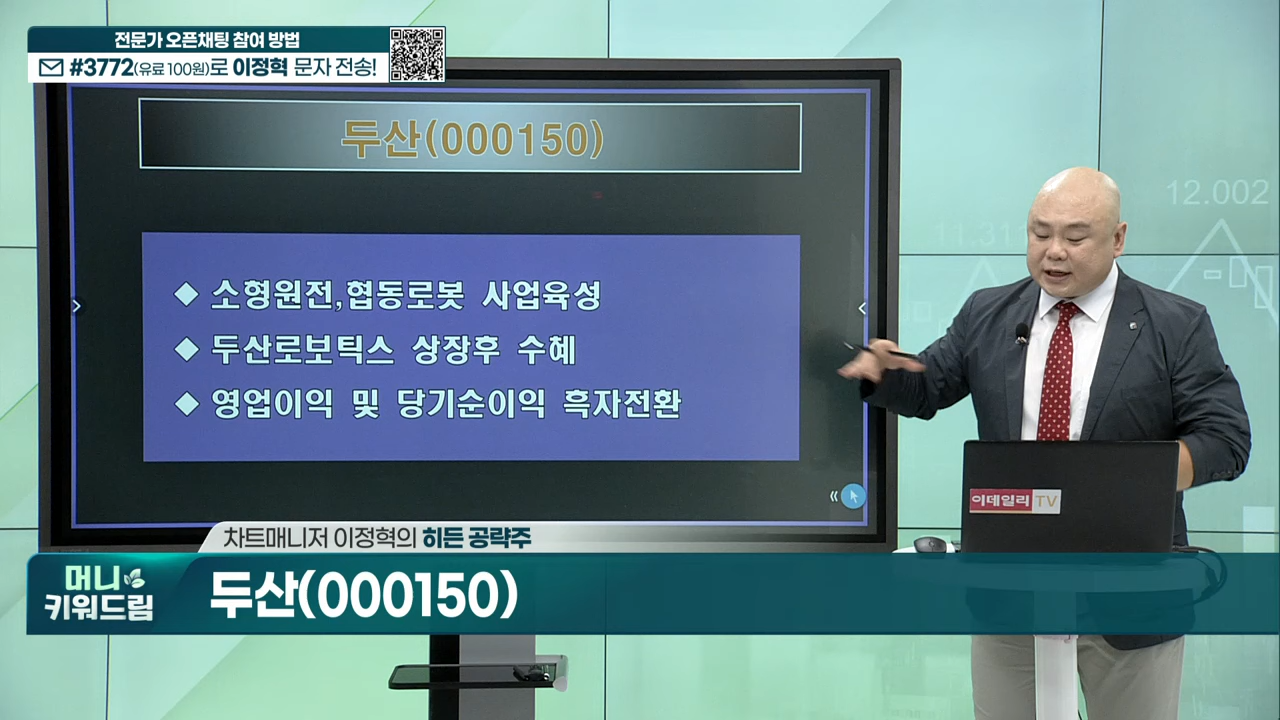 전문가 오픈채팅 참여 방법
#3772(유료 100원)로 이정혁 문자 전송!
두산(000150)
12.002
11.311
◆ 소형원전,협동로봇 사업육성
◆ 두산로보틱스 상장후 수혜
◆ 영업이익 및 당기순이익 흑자전환
이데일리TV
차트매니저 이정혁의 히든 공략주
머니
키워드림
두산(000150)